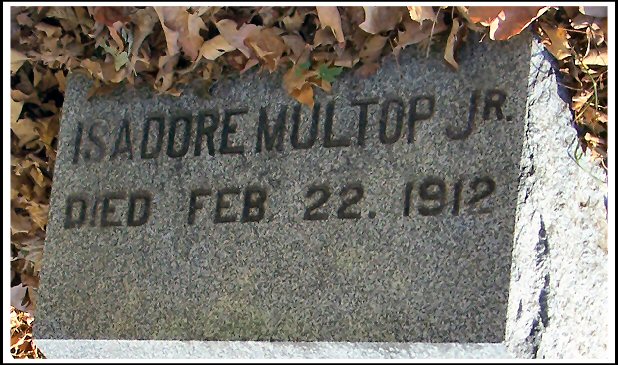 ISADORE MULTOP JR.
DIED FEB. 22. 1912